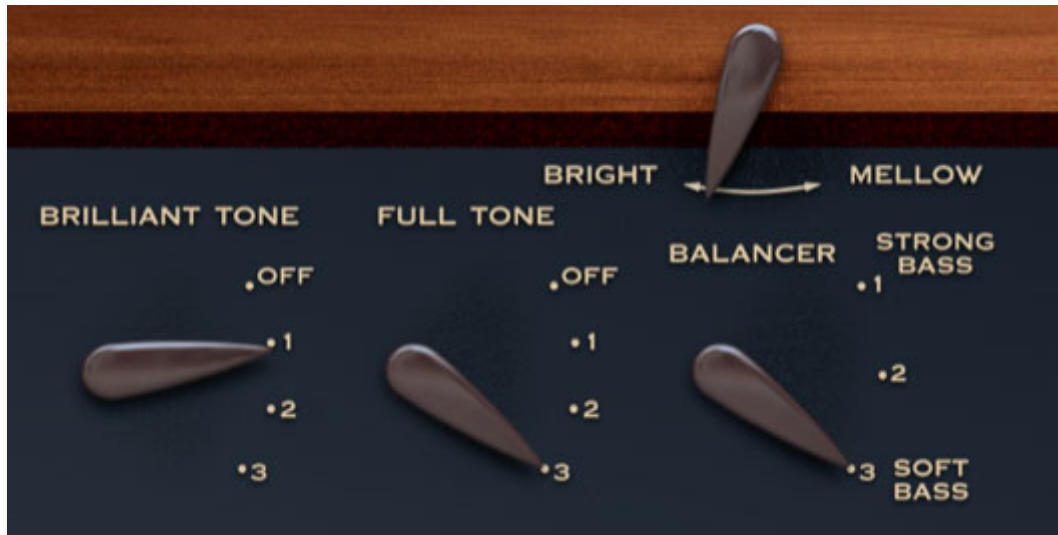 BRIGHT
MELLOW
BRILLIANT TONE
FULL TONE
BALANCER
STRONG
BASS
OFF
1
2
3
OFF
1
2
3
1
2
3
SOFT
BASS